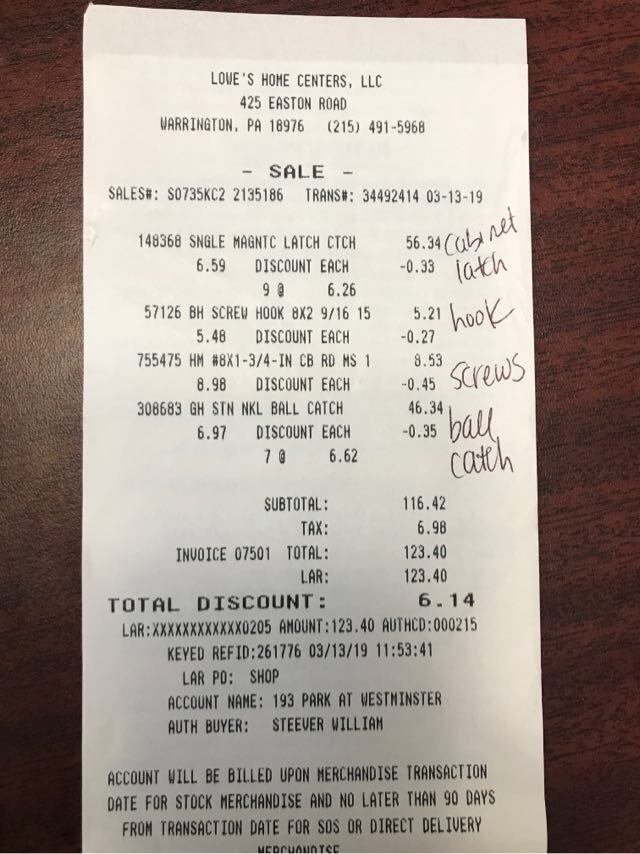 LOWE'S HOME CENTERS, LLC
425 EASTON ROAD
WARRINGTON, PA 18976 (215) 491-5968
- SALE -
SALES#: S0735KC2 2135186 TRANS#: 34492414 03-13-19
148368 SNGLE MAGNTC LATCH CTCH 56.34 cabinet
6.59 DISCOUNT EACH -0.33 latch
9 @ 6.26
57126 BH SCREW HOOK 8X2 9/16 15 5.21 hook
5.48 DISCOUNT EACH -0.27
755475 HM #8X1-3/4-IN CB RD MS 1 8.53 screws
8.98 DISCOUNT EACH -0.45
308683 GH STN NKL BALL CATCH 46.34 ball
6.97 DISCOUNT EACH -0.35
7 @ 6.62 catch
SUBTOTAL: 116.42
TAX: 6.98
INVOICE 07501 TOTAL: 123.40
LAR: 123.40
TOTAL DISCOUNT: 6.14
LAR:XXXXXXXXXXXX0205 AMOUNT:123.40 AUTHCD:000215
KEYED REFID:261776 03/13/19 11:53:41
LAR PO: SHOP
ACCOUNT NAME: 193 PARK AT WESTMINSTER
AUTH BUYER: STEEVER WILLIAM
ACCOUNT WILL BE BILLED UPON MERCHANDISE TRANSACTION
DATE FOR STOCK MERCHANDISE AND NO LATER THAN 90 DAYS
FROM TRANSACTION DATE FOR SOS OR DIRECT DELIVERY
MERCHANDISE